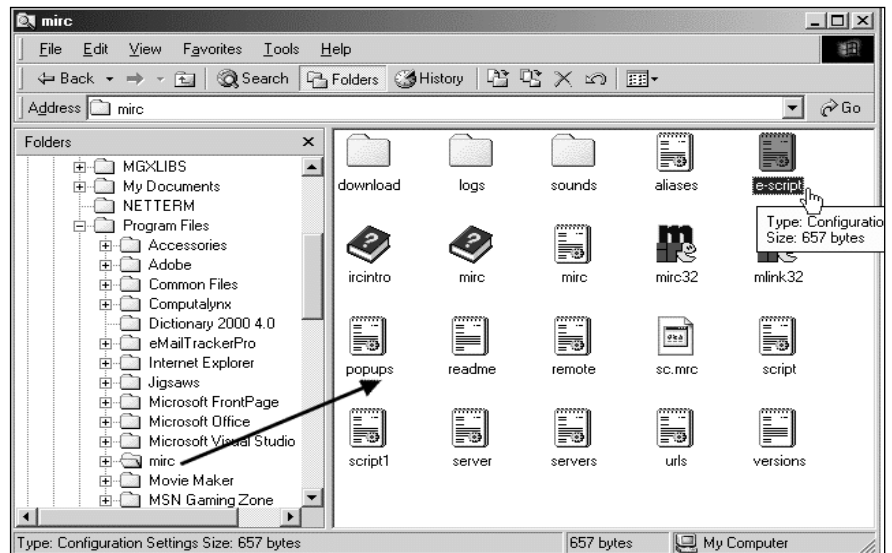 mirc
File Edit View Favorites Tools Help
Back Search Folders History
Address mirc Go
Folders
MGXLIBS
My Documents
NETTERM
Program Files
Accessories
Adobe
Common Files
Computalynx
Dictionary 2000 4.0
eMailTrackerPro
Internet Explorer
Jigsaws
Microsoft FrontPage
Microsoft Office
Microsoft Visual Studio
mirc
Movie Maker
MSN Gaming Zone
download logs sounds aliases e-script
Type: Configuratio
Size: 657 bytes
ircintro mirc mirc mirc32 mlink32
popups readme remote sc.mrc script
script1 server servers urls versions
Type: Configuration Settings Size: 657 bytes 657 bytes My Computer